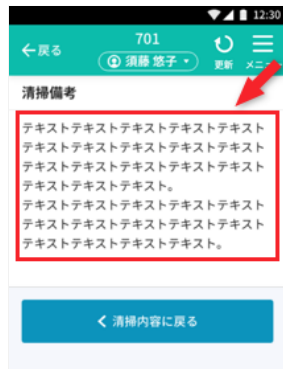 12:30
戻る
701
須藤 悠子
更新
メニュー
清掃備考
テキストテキストテキストテキストテキスト
テキストテキストテキストテキストテキスト
テキストテキストテキストテキストテキスト
テキストテキストテキスト。
テキストテキストテキストテキストテキスト
テキストテキストテキストテキストテキスト
テキストテキストテキストテキスト。
清掃内容に戻る